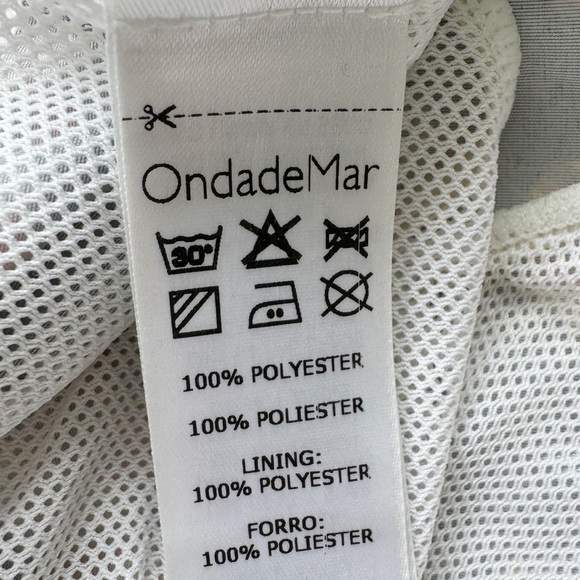 OndadeMar
30°
100% POLYESTER
100% POLIESTER
LINING:
100% POLYESTER
FORRO:
100% POLIESTER